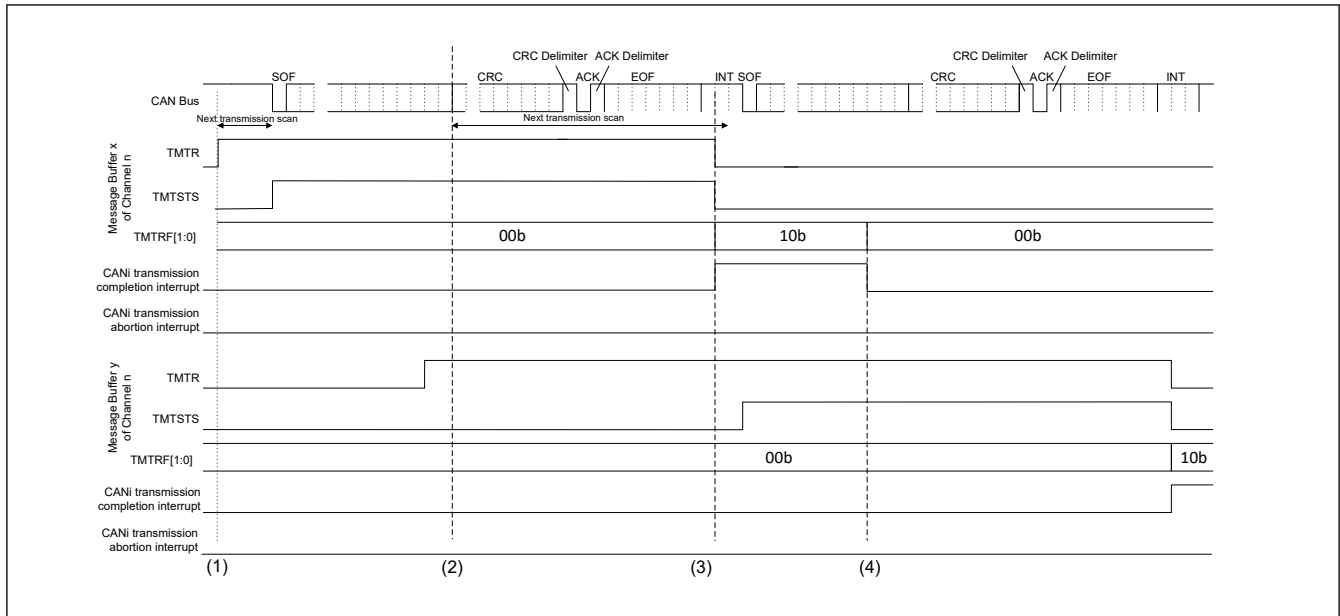 CRC Delimiter ACK Delimiter CRC Delimiter ACK Delimiter
SOF CRC ACK EOF INT SOF CRC ACK EOF INT
CAN Bus
Next transmission scan Next transmission scan
Message Buffer x
of Channel n
TMTR
TMTSTS
TMTRF[1:0] 00b 10b 00b
CANi transmission
completion interrupt
CANi transmission
abortion interrupt
Message Buffer y
of Channel n
TMTR
TMTSTS
TMTRF[1:0] 00b 10b
CANi transmission
completion interrupt
CANi transmission
abortion interrupt
(1) (2) (3) (4)